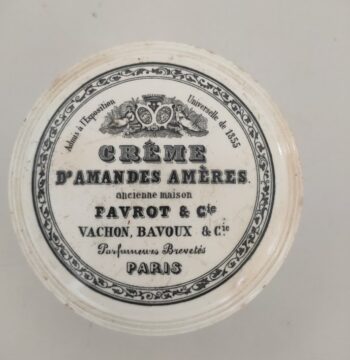 Admis à l'Exposition Universelle de 1855
CRÈME
D'AMANDES AMÈRES.
ancienne maison
FAVROT & Cie
VACHON, BAVOUX & Cie
Parfumeurs Brevetés
PARIS